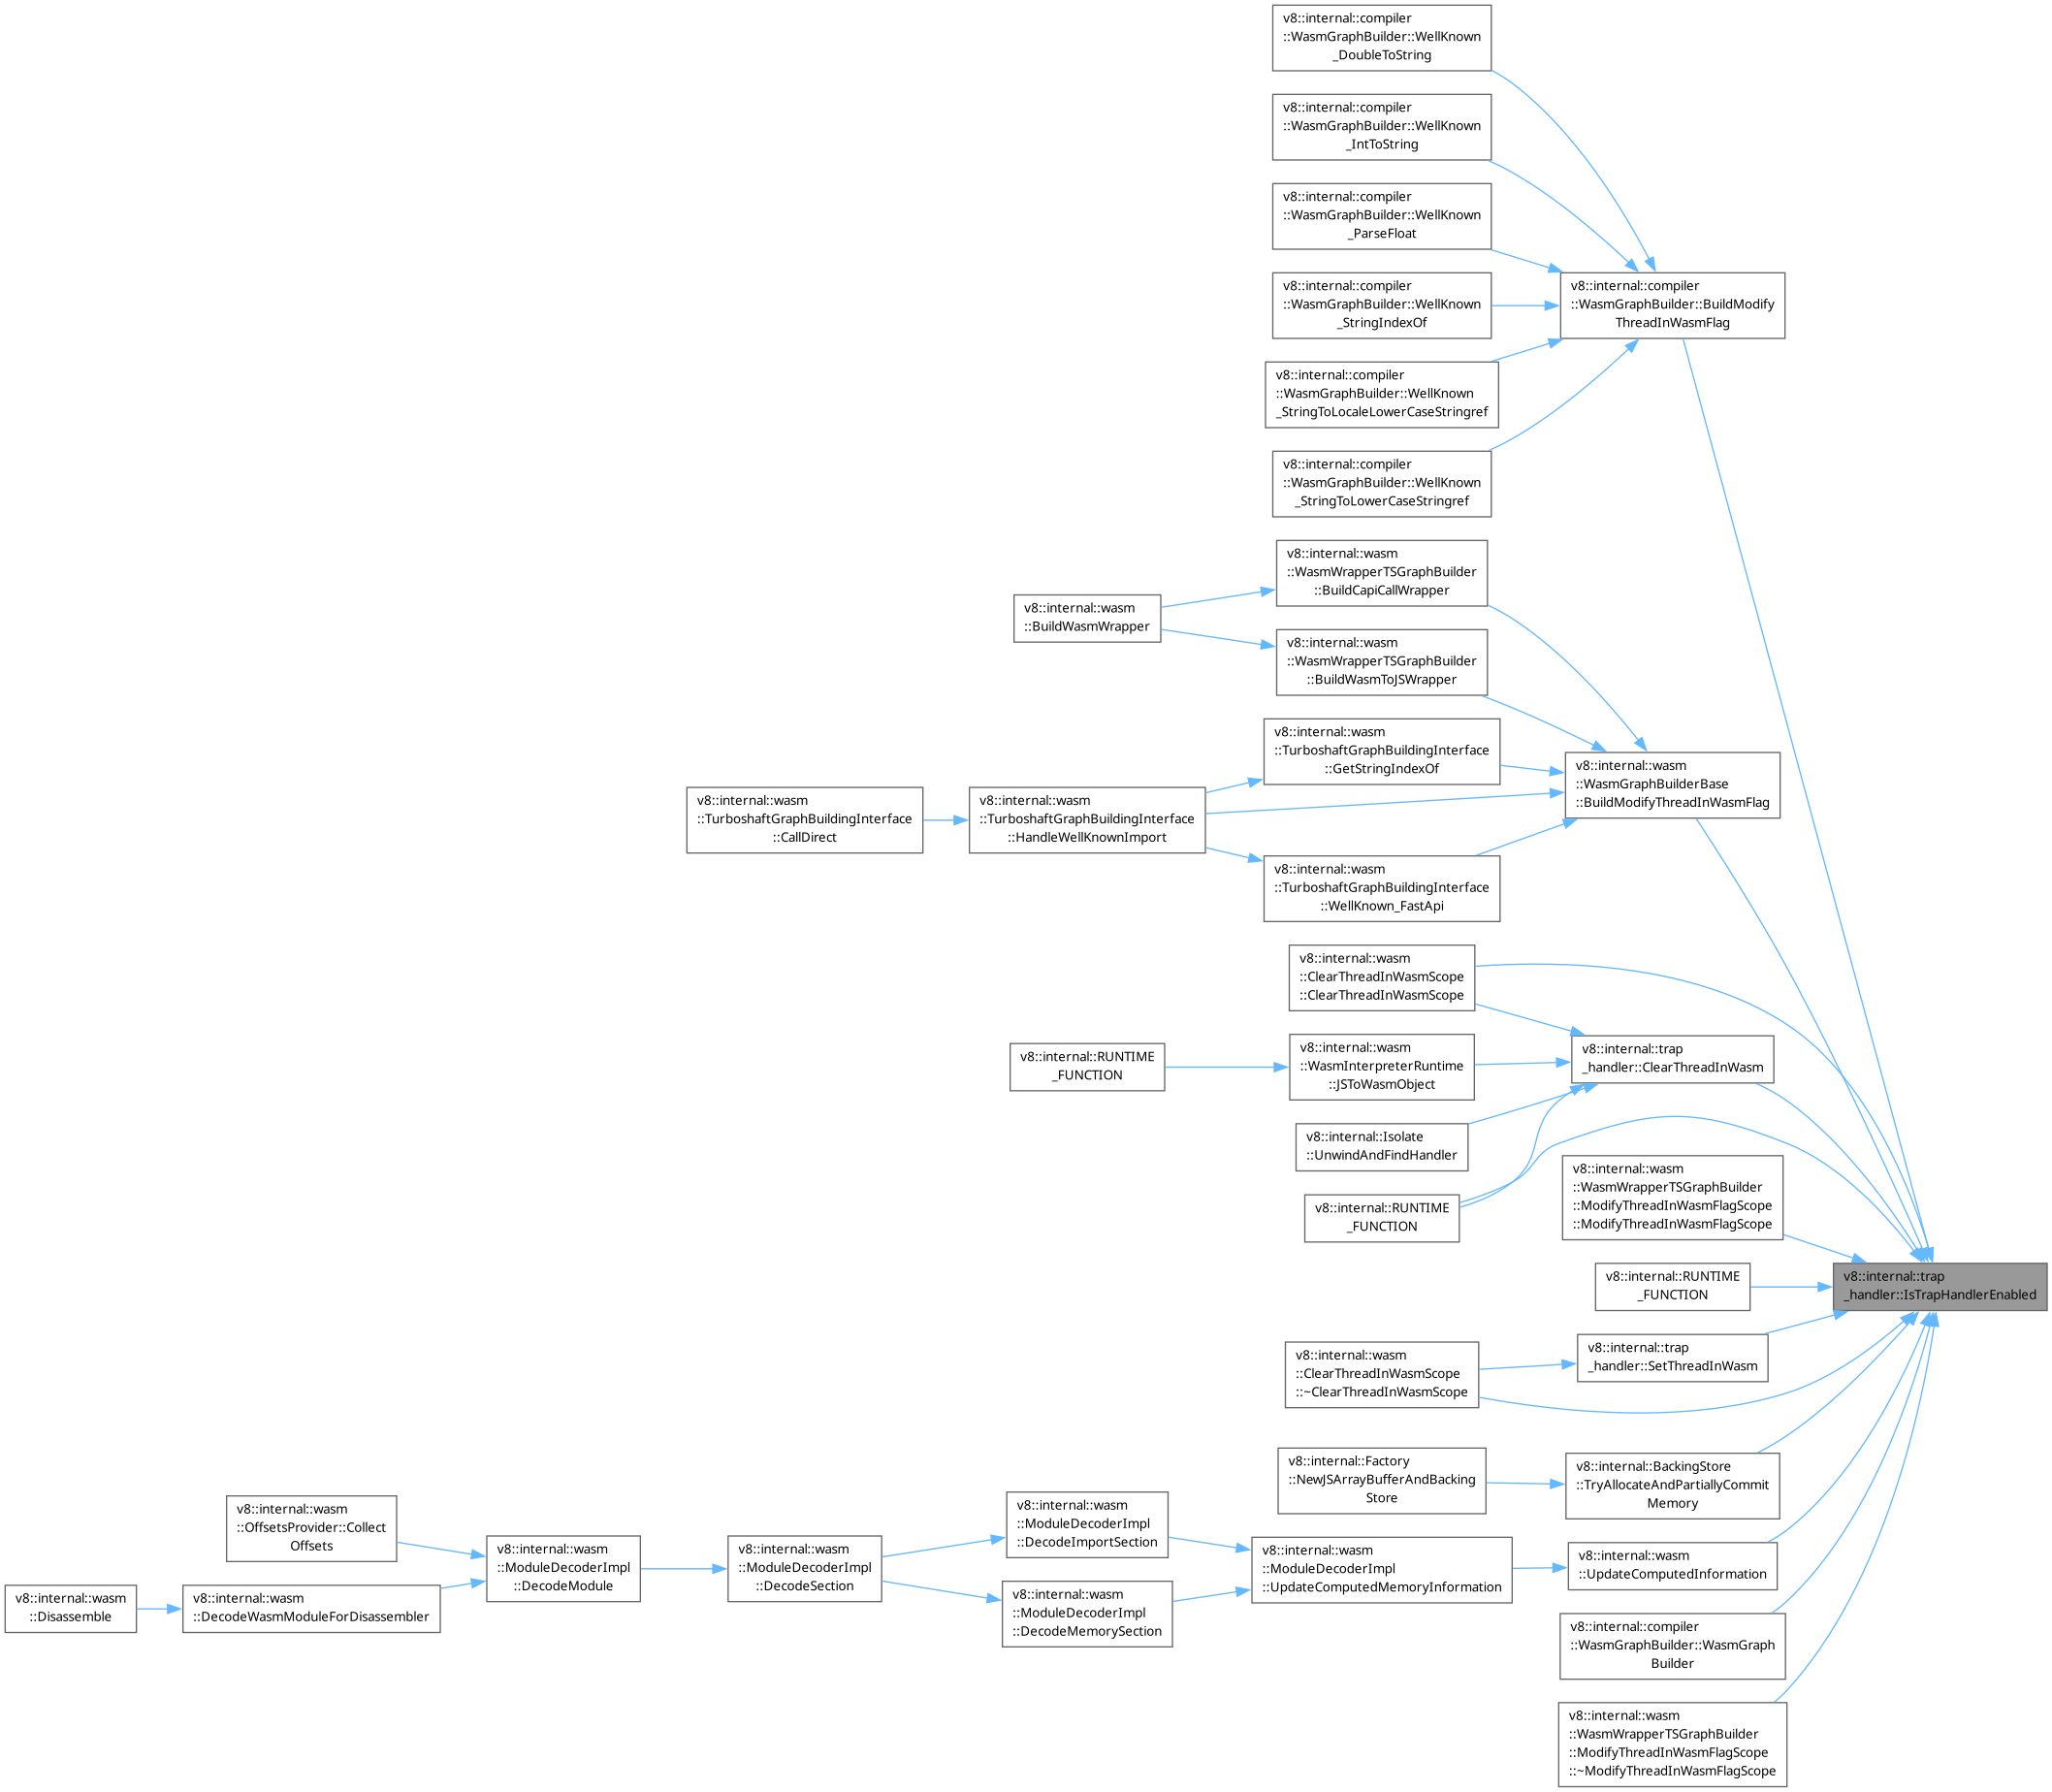 v8::internal::compiler
::WasmGraphBuilder::WellKnown
_DoubleToString
v8::internal::compiler
::WasmGraphBuilder::WellKnown
_IntToString
v8::internal::compiler
::WasmGraphBuilder::WellKnown
_ParseFloat
v8::internal::compiler
::WasmGraphBuilder::WellKnown
_StringIndexOf
v8::internal::compiler
::WasmGraphBuilder::BuildModify
ThreadInWasmFlag
v8::internal::compiler
::WasmGraphBuilder::WellKnown
_StringToLocaleLowerCaseStringref
v8::internal::compiler
::WasmGraphBuilder::WellKnown
_StringToLowerCaseStringref
v8::internal::wasm
::WasmWrapperTSGraphBuilder
::BuildCapiCallWrapper
v8::internal::wasm
::BuildWasmWrapper
v8::internal::wasm
::WasmWrapperTSGraphBuilder
::BuildWasmToJSWrapper
v8::internal::wasm
::TurboshaftGraphBuildingInterface
::GetStringIndexOf
v8::internal::wasm
::WasmGraphBuilderBase
::BuildModifyThreadInWasmFlag
v8::internal::wasm
::TurboshaftGraphBuildingInterface
::CallDirect
v8::internal::wasm
::TurboshaftGraphBuildingInterface
::HandleWellKnownImport
v8::internal::wasm
::TurboshaftGraphBuildingInterface
::WellKnown_FastApi
v8::internal::wasm
::ClearThreadInWasmScope
::ClearThreadInWasmScope
v8::internal::RUNTIME
_FUNCTION
v8::internal::wasm
::WasmInterpreterRuntime
::JSToWasmObject
v8::internal::trap
_handler::ClearThreadInWasm
v8::internal::Isolate
::UnwindAndFindHandler
v8::internal::RUNTIME
_FUNCTION
v8::internal::wasm
::WasmWrapperTSGraphBuilder
::ModifyThreadInWasmFlagScope
::ModifyThreadInWasmFlagScope
v8::internal::RUNTIME
_FUNCTION
v8::internal::trap
_handler::IsTrapHandlerEnabled
v8::internal::wasm
::ClearThreadInWasmScope
::~ClearThreadInWasmScope
v8::internal::trap
_handler::SetThreadInWasm
v8::internal::Factory
::NewJSArrayBufferAndBacking
Store
v8::internal::BackingStore
::TryAllocateAndPartiallyCommit
Memory
v8::internal::wasm
::OffsetsProvider::Collect
Offsets
v8::internal::wasm
::Disassemble
v8::internal::wasm
::DecodeWasmModuleForDisassembler
v8::internal::wasm
::ModuleDecoderImpl
::DecodeModule
v8::internal::wasm
::ModuleDecoderImpl
::DecodeSection
v8::internal::wasm
::ModuleDecoderImpl
::DecodeImportSection
v8::internal::wasm
::ModuleDecoderImpl
::DecodeMemorySection
v8::internal::wasm
::ModuleDecoderImpl
::UpdateComputedMemoryInformation
v8::internal::wasm
::UpdateComputedInformation
v8::internal::compiler
::WasmGraphBuilder::WasmGraph
Builder
v8::internal::wasm
::WasmWrapperTSGraphBuilder
::ModifyThreadInWasmFlagScope
::~ModifyThreadInWasmFlagScope